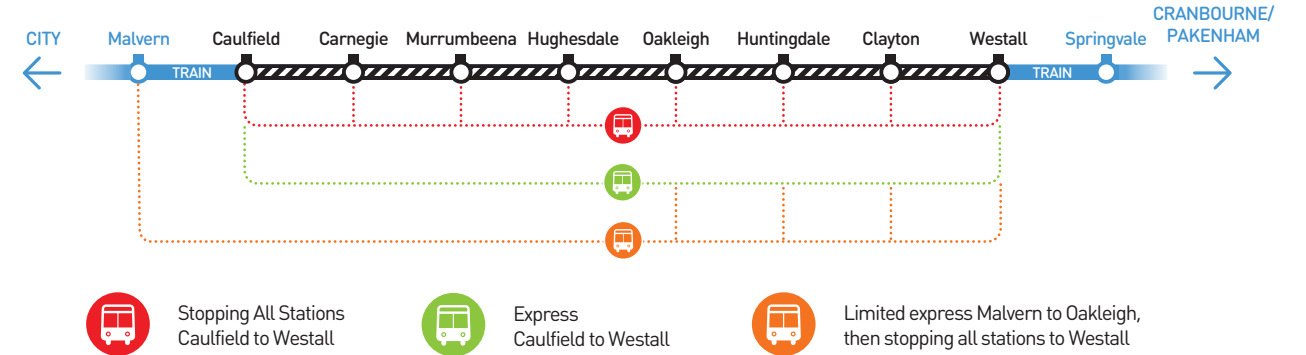 CRANBOURNE/
PAKENHAM
CITY
Malvern
Caulfield
Carnegie
Murrumbeena
Hughesdale
Oakleigh
Huntingdale
Clayton
Westall
Springvale
TRAIN
TRAIN
Stopping All Stations
Caulfield to Westall
Express
Caulfield to Westall
Limited express Malvern to Oakleigh,
then stopping all stations to Westall